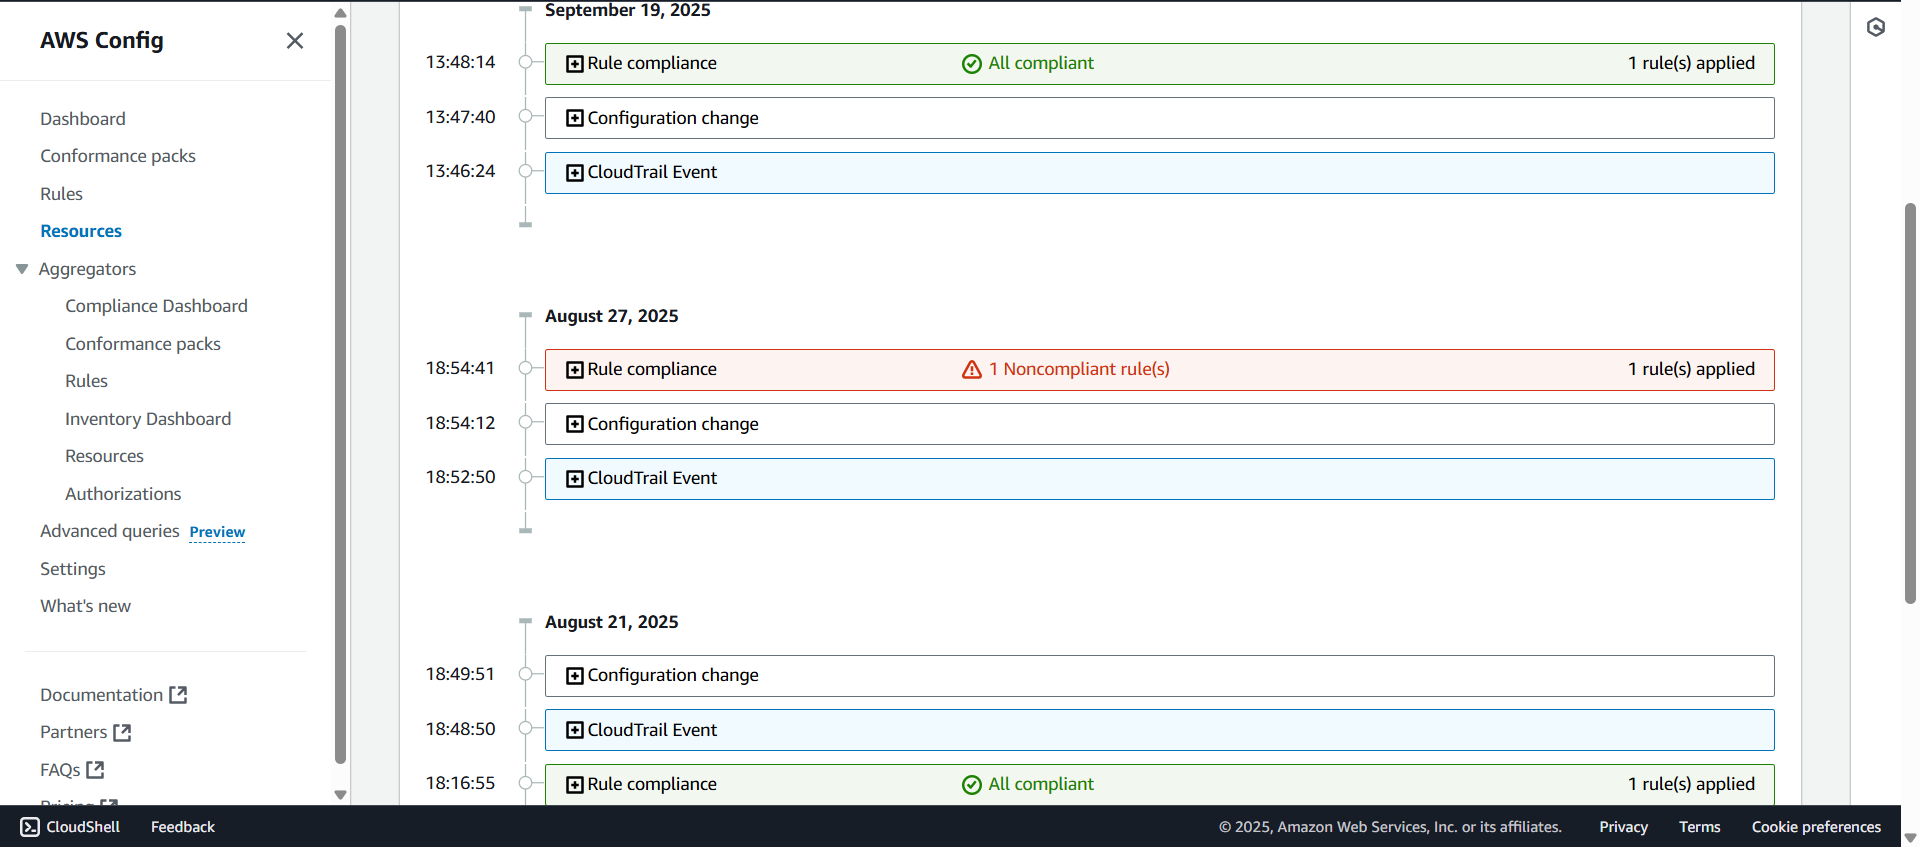 AWS Config
Dashboard
Conformance packs
Rules
Resources
Aggregators
Compliance Dashboard
Conformance packs
Rules
Inventory Dashboard
Resources
Authorizations
Advanced queries Preview
Settings
What's new
Documentation
Partners
FAQs
Pricing
September 19, 2025
13:48:14 Rule compliance All compliant 1 rule(s) applied
13:47:40 Configuration change
13:46:24 CloudTrail Event
August 27, 2025
18:54:41 Rule compliance 1 Noncompliant rule(s) 1 rule(s) applied
18:54:12 Configuration change
18:52:50 CloudTrail Event
August 21, 2025
18:49:51 Configuration change
18:48:50 CloudTrail Event
18:16:55 Rule compliance All compliant 1 rule(s) applied
CloudShell Feedback © 2025, Amazon Web Services, Inc. or its affiliates. Privacy Terms Cookie preferences